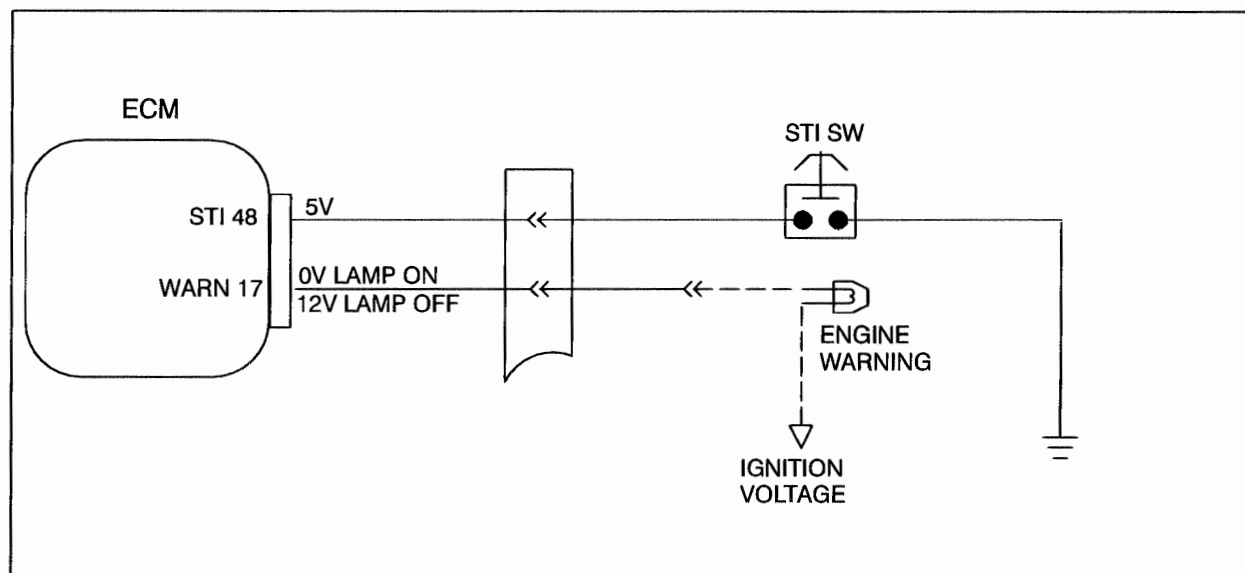 ECM
STI SW
STI 48
5V
WARN 17
0V LAMP ON
12V LAMP OFF
ENGINE
WARNING
IGNITION
VOLTAGE